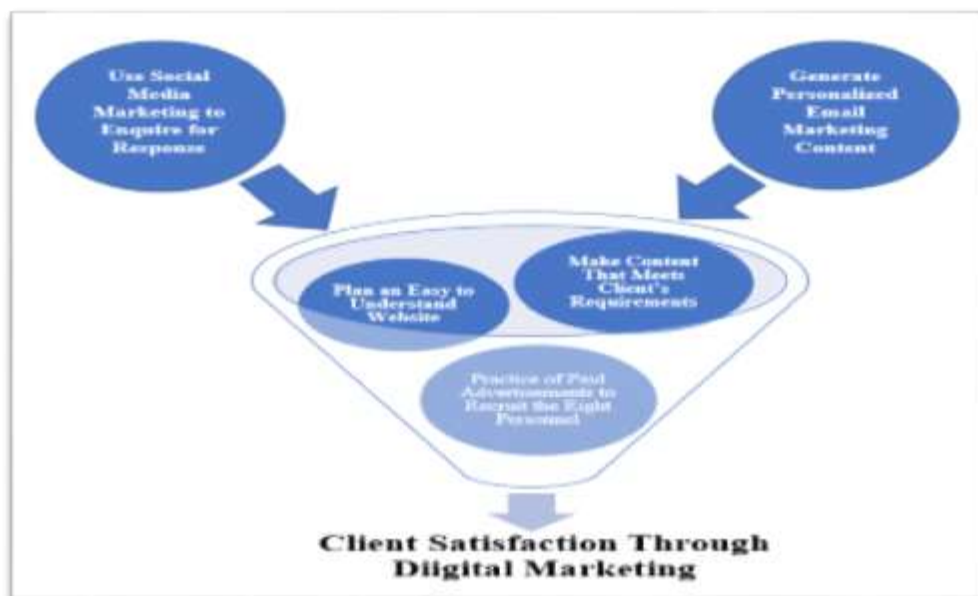 Use Social
Media
Marketing to
Enquire for
Response
Generate
Personalized
Email
Marketing
Content
Plan an Easy to
Understand
Website
Make Content
That Meets
Client's
Requirements
Practice of Paid
Advertisements to
Recruit the Right
Personnel
Client Satisfaction Through
Diigital Marketing